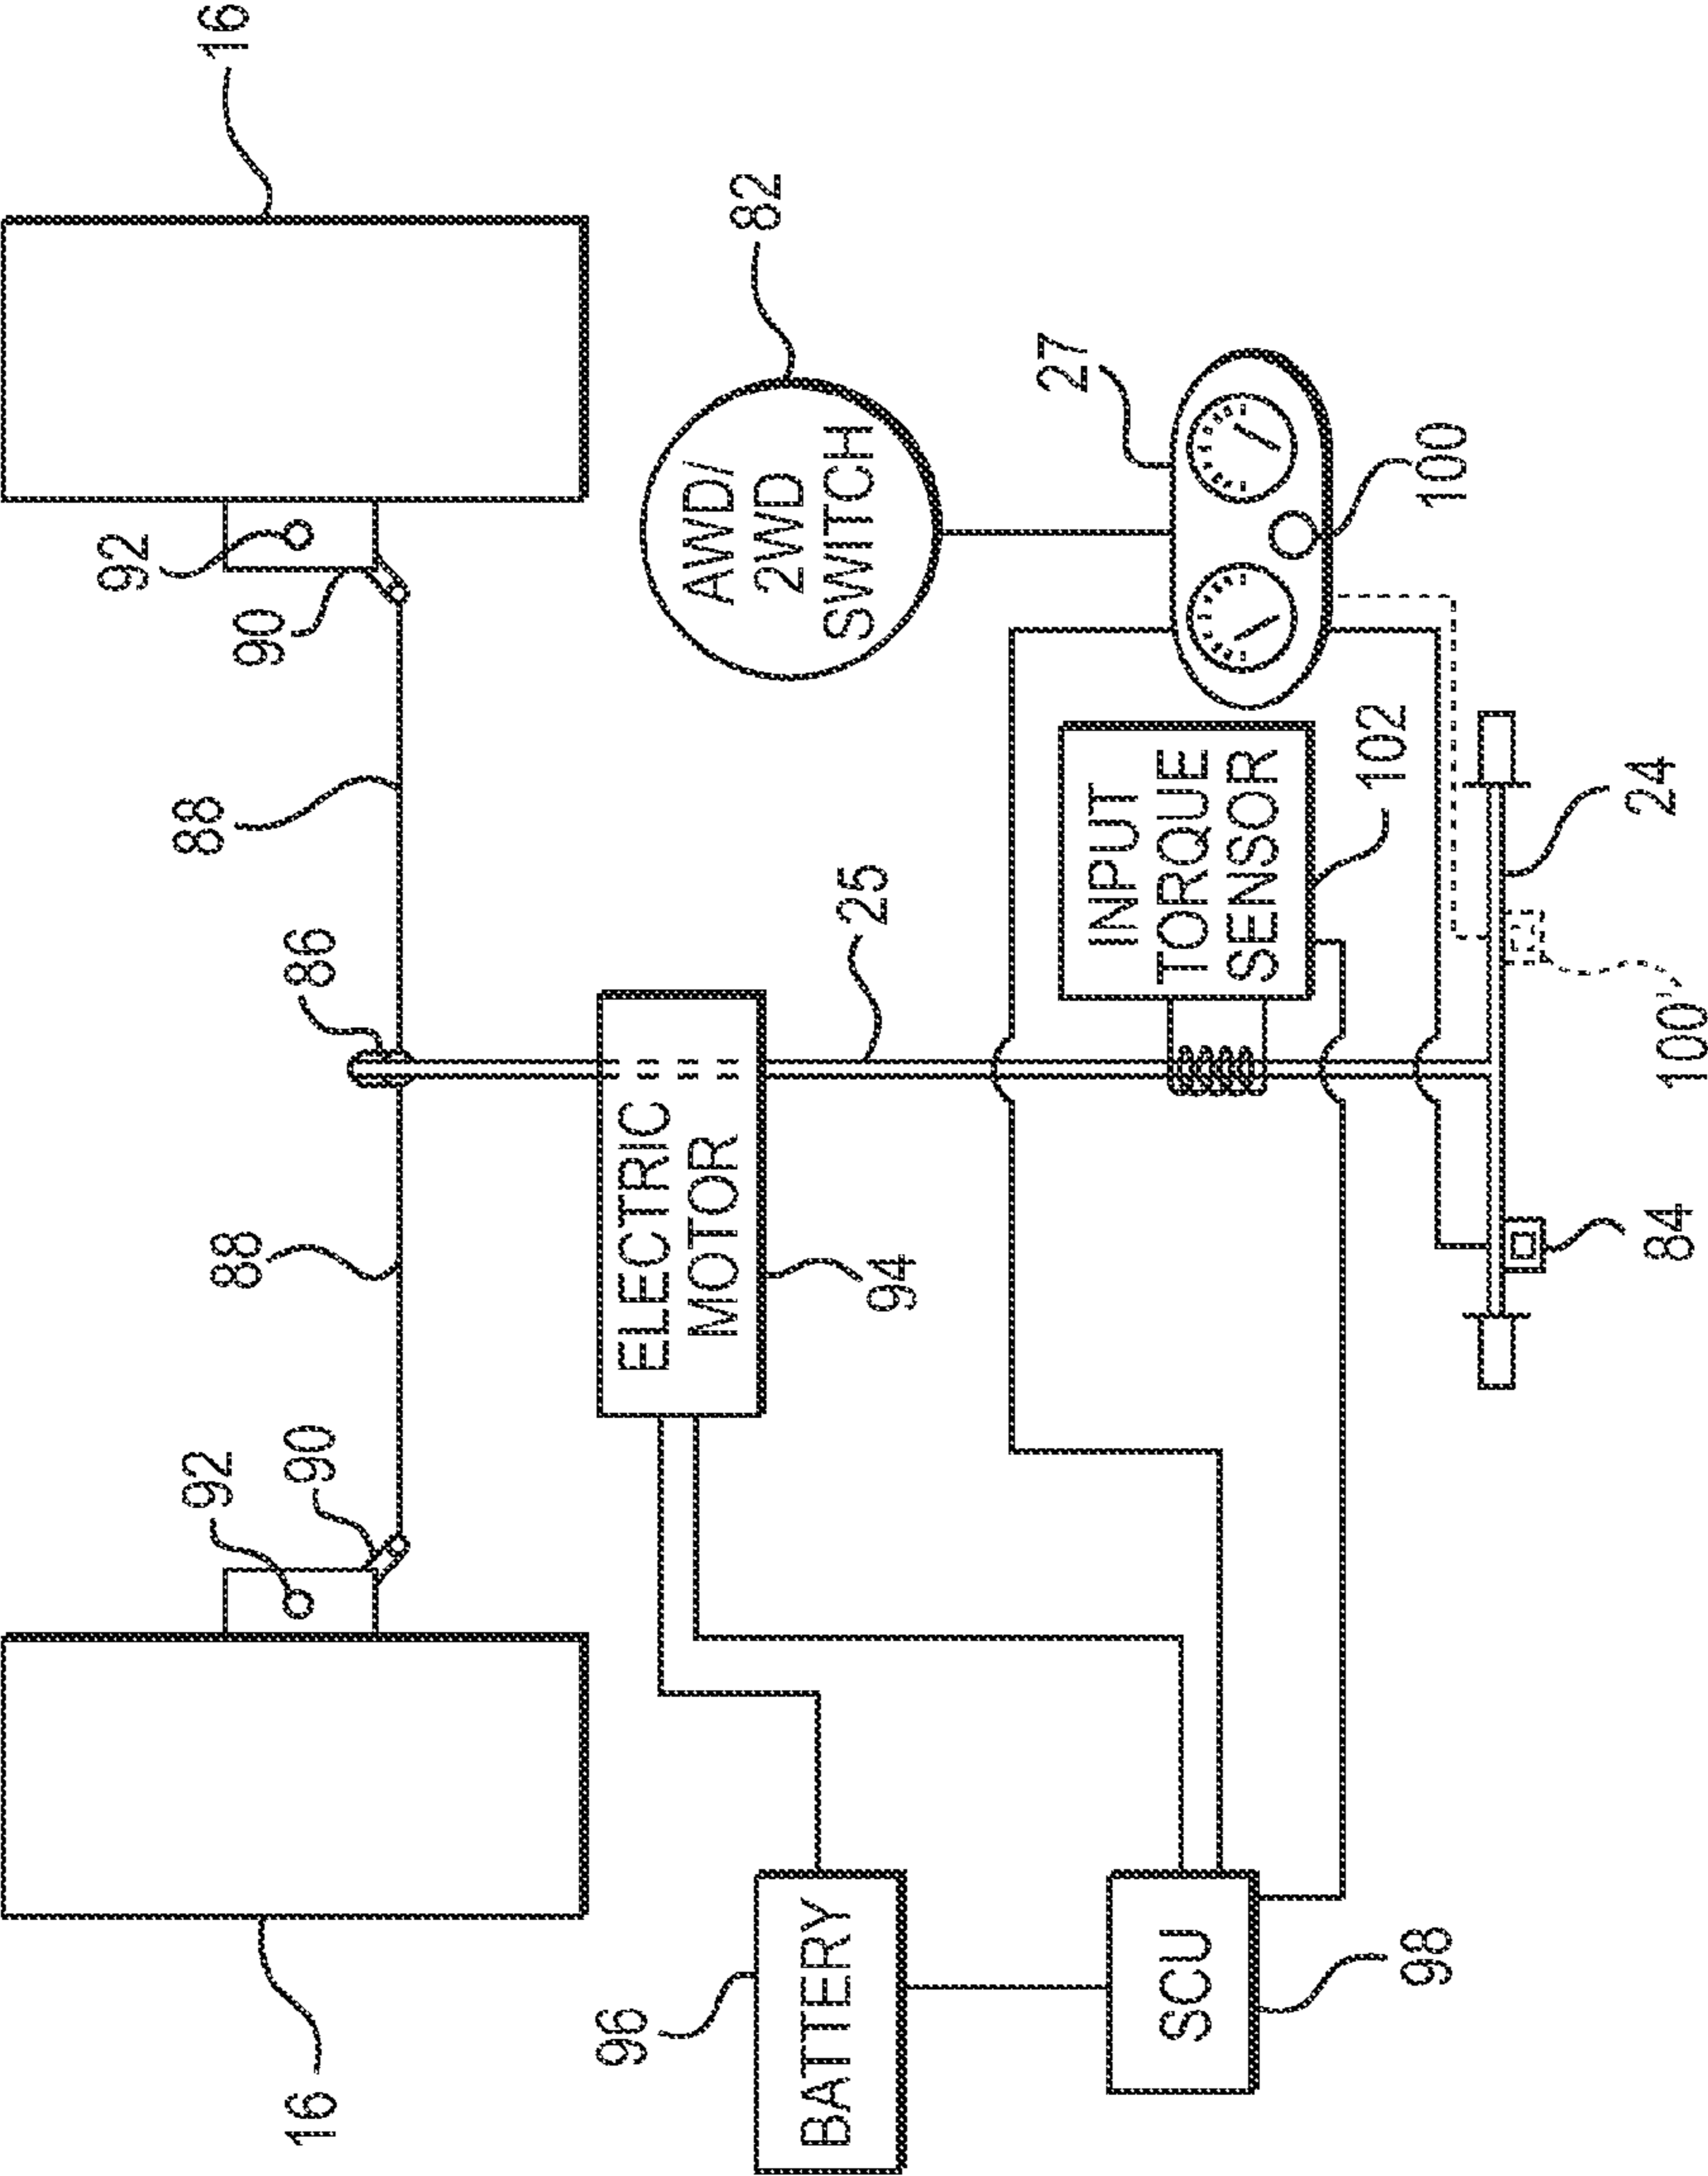 16
16
92
90
88
86
88
90
92
ELECTRIC
MOTOR
94
25
AWD/
2WD
SWITCH
82
27
100
INPUT
TORQUE
SENSOR
102
24
100'
84
96
BATTERY
SCU
98